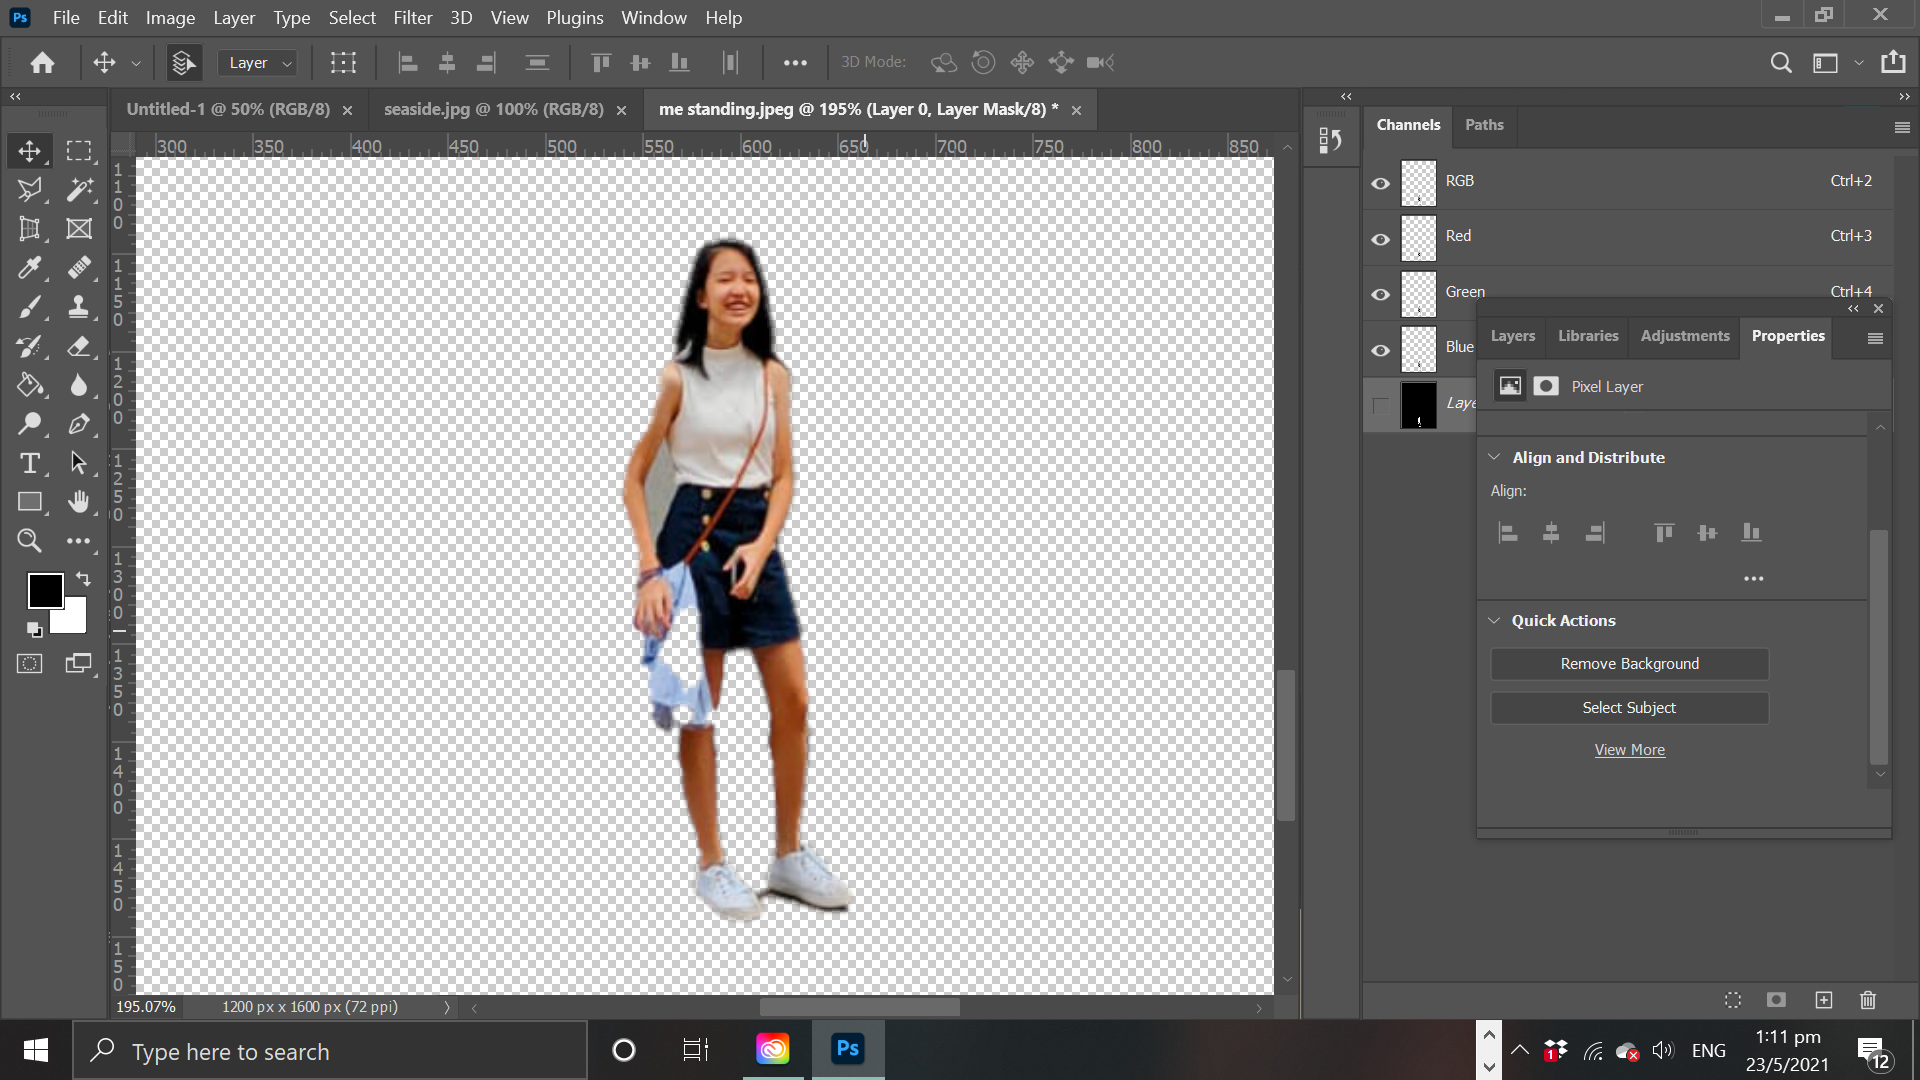 Ps File Edit Image Layer Type Select Filter 3D View Plugins Window Help
Layer 3D Mode:
Untitled-1 @ 50% (RGB/8) seaside.jpg @ 100% (RGB/8) me standing.jpeg @ 195% (Layer 0, Layer Mask/8) *
300 350 400 450 500 550 600 650 700 750 800 850
1100
1150
1200
1250
1300
1350
1400
1450
150
Channels Paths
RGB Ctrl+2
Red Ctrl+3
Green Ctrl+4
Blue
Laye
Layers Libraries Adjustments Properties
Pixel Layer
Align and Distribute
Align:
Quick Actions
Remove Background
Select Subject
View More
195.07% 1200 px x 1600 px (72 ppi)
Type here to search
Ps
1
ENG
1:11 pm
23/5/2021
12